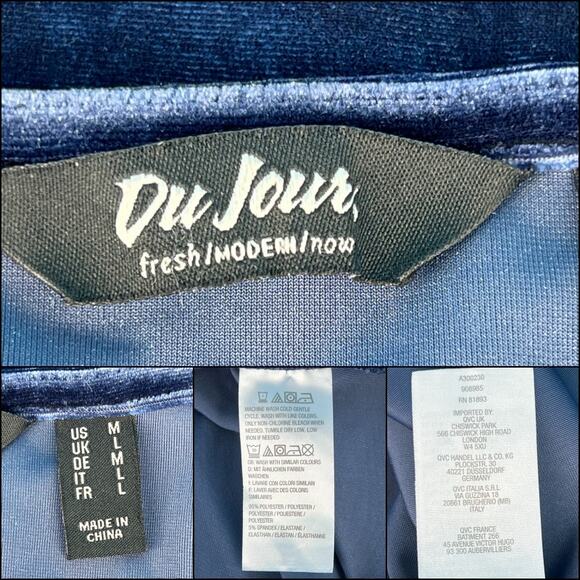 Du Jour
fresh/MODERN/now
US M
UK L
DE M
IT L
FR L
MADE IN
CHINA
MACHINE WASH COLD GENTLE
CYCLE. WASH WITH LIKE COLORS.
ONLY NON-CHLORINE BLEACH WHEN
NEEDED. TUMBLE DRY LOW. LOW
IRON IF NEEDED
GB: WASH WITH SIMILAR COLOURS
D: MIT ÄHNLICHEN FARBEN
WASCHEN
I: LAVARE CON COLORI SIMILARI
F: LAVER AVEC DES COLORIS
SIMILAIRES
95% POLYESTER/POLYESTER/
POLYESTER/POLIESTERE/
POLYESTER
5% SPANDEX/ELASTANE/
ELASTHAN/ELASTAN/ELASTHANNE
A300230
908985
RN 81893
IMPORTED BY:
QVC UK
CHISWICK PARK
566 CHISWICK HIGH ROAD
LONDON
W4 5XU
QVC HANDEL LLC & CO. KG
PLOCKSTR. 30
40221 DUSSELDORF
GERMANY
QVC ITALIA S.R.L
VIA GUZZINA 18
20861 BRUGHERIO (MB)
ITALY
QVC FRANCE
BATIMENT 266
45 AVENUE VICTOR HUGO
93 300 AUBERVILLIERS